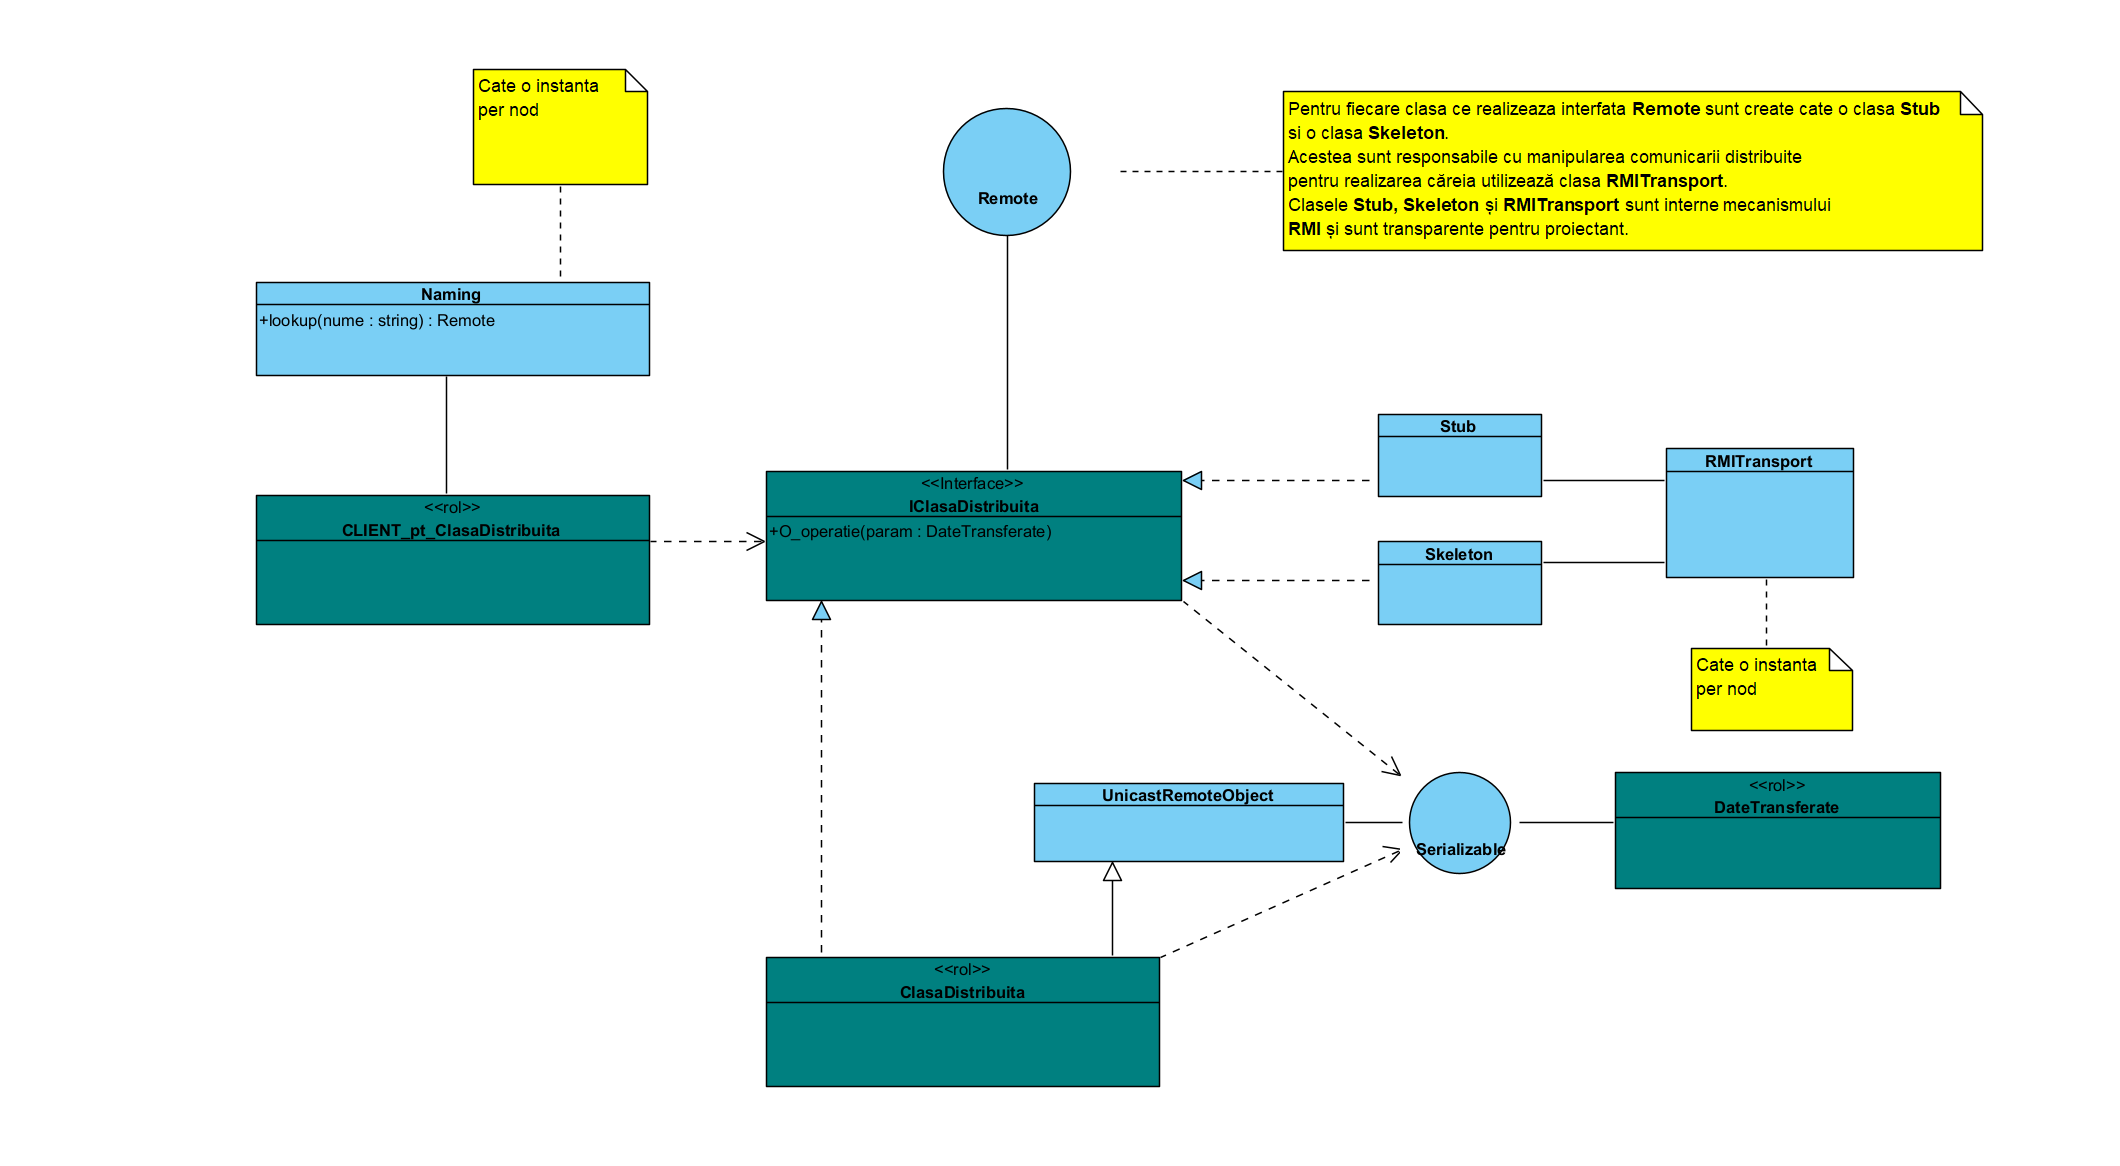 Cate o instanta
per nod
Remote
Pentru fiecare clasa ce realizeaza interfata Remote sunt create cate o clasa Stub
si o clasa Skeleton.
Acestea sunt responsabile cu manipularea comunicarii distribuite
pentru realizarea căreia utilizează clasa RMITransport.
Clasele Stub, Skeleton și RMITransport sunt interne mecanismului
RMI și sunt transparente pentru proiectant.
Naming
+lookup(nume : string) : Remote
<<rol>>
CLIENT_pt_ClasaDistribuita
<<Interface>>
IClasaDistribuita
+O_operatie(param : DateTransferate)
Stub
Skeleton
RMITransport
Cate o instanta
per nod
UnicastRemoteObject
Serializable
<<rol>>
DateTransferate
<<rol>>
ClasaDistribuita